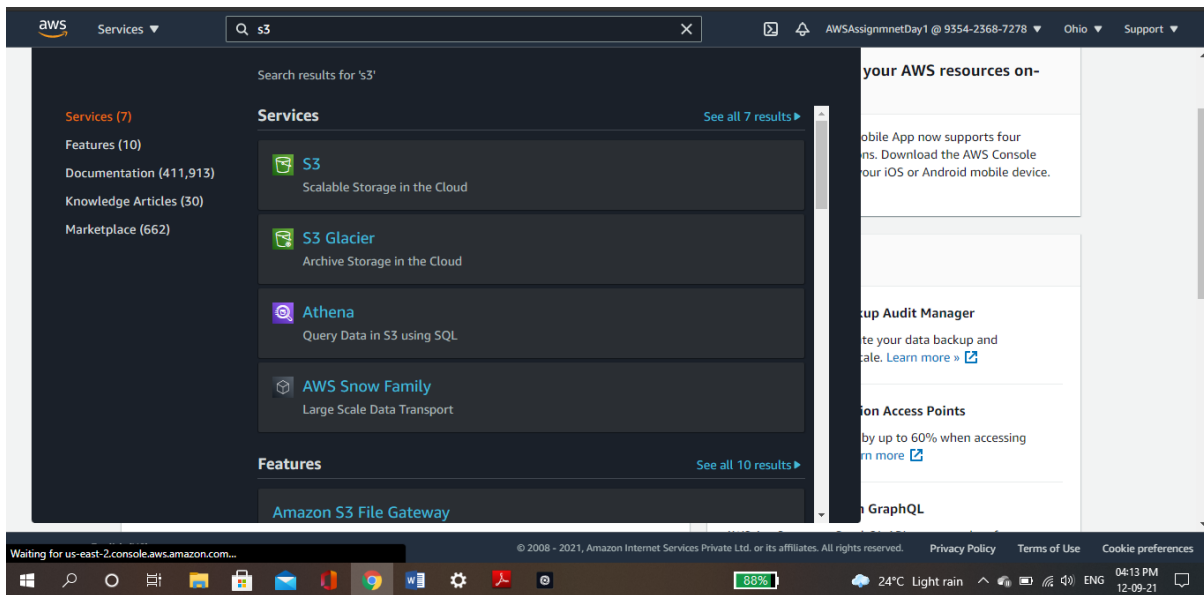 aws Services ▼ s3 AWSAssignmnetDay1 @ 9354-2368-7278 ▼ Ohio ▼ Support ▼
Search results for 's3'
Services (7)
Features (10)
Documentation (411,913)
Knowledge Articles (30)
Marketplace (662)
Services See all 7 results
S3
Scalable Storage in the Cloud
S3 Glacier
Archive Storage in the Cloud
Athena
Query Data in S3 using SQL
AWS Snow Family
Large Scale Data Transport
Features See all 10 results
Amazon S3 File Gateway
your AWS resources on-
obile App now supports four
ns. Download the AWS Console
our iOS or Android mobile device.
up Audit Manager
te your data backup and
cale. Learn more »
ion Access Points
by up to 60% when accessing
rn more
GraphQL
Waiting for us-east-2.console.aws.amazon.com...
© 2008 - 2021, Amazon Internet Services Private Ltd. or its affiliates. All rights reserved. Privacy Policy Terms of Use Cookie preferences
88% 24°C Light rain ENG
04:13 PM
12-09-21